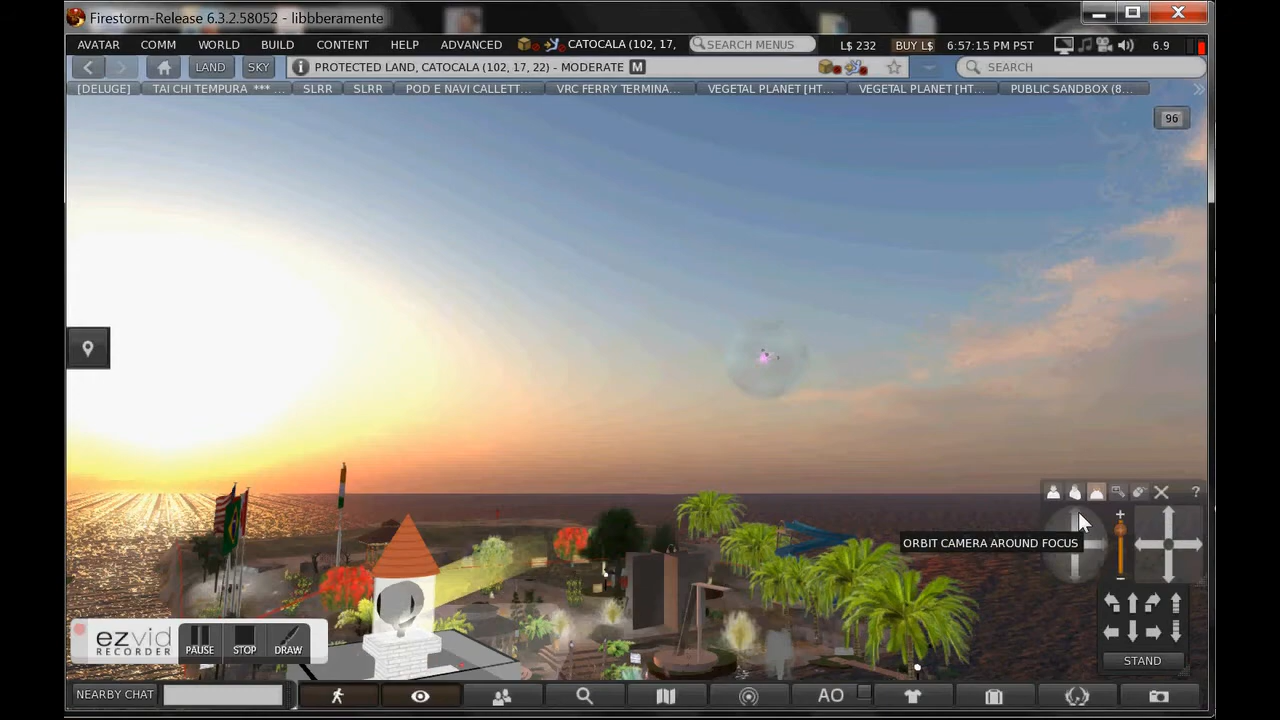 Firestorm-Release 6.3.2.58052 - libbberamente
AVATAR COMM WORLD BUILD CONTENT HELP ADVANCED CATOCALA (102, 17, SEARCH MENUS L$ 232 BUY L$ 6:57:15 PM PST 6.9
LAND SKY PROTECTED LAND, CATOCALA (102, 17, 22) - MODERATE M SEARCH
[DELUGE] TAI CHI TEMPURA *** ... SLRR SLRR POD E NAVI CALLETT... VRC FERRY TERMINA... VEGETAL PLANET [HT... VEGETAL PLANET [HT... PUBLIC SANDBOX (8...
96
?
ORBIT CAMERA AROUND FOCUS
ezvid
RECORDER
PAUSE STOP DRAW
STAND
NEARBY CHAT AO